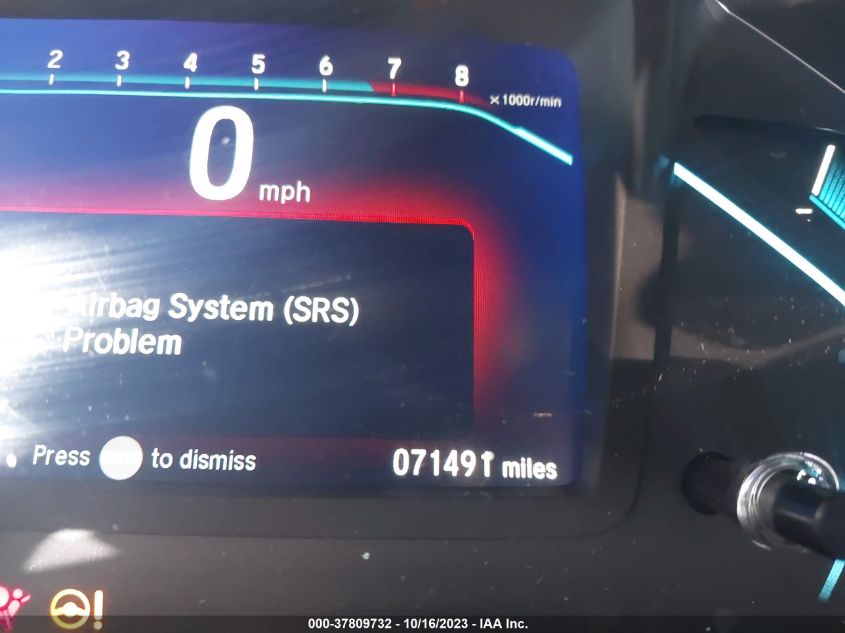 2 3 4 5 6 7 8
×1000r/min
0 mph
Airbag System (SRS)
Problem
Press to dismiss
071491 miles
000-37809732 - 10/16/2023 - IAA Inc.